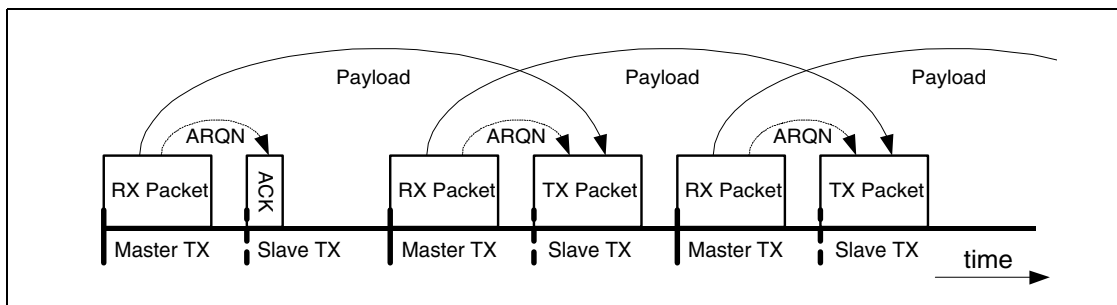 Payload
Payload
Payload
ARQN
ARQN
ARQN
RX Packet
ACK
RX Packet
TX Packet
RX Packet
TX Packet
Master TX
Slave TX
Master TX
Slave TX
Master TX
Slave TX
time